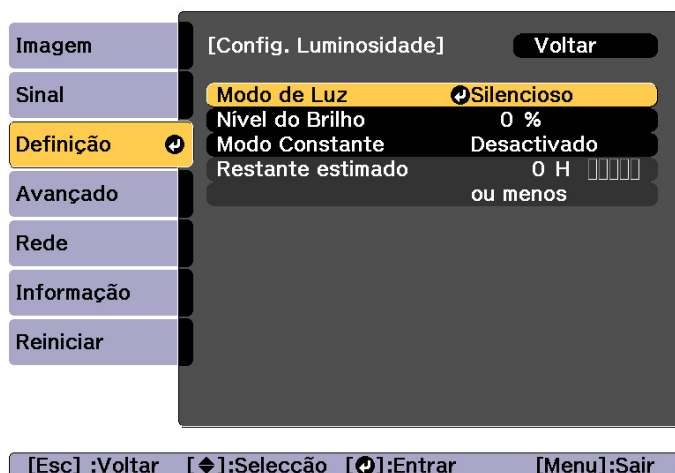 Imagem
Sinal
Definição
Avançado
Rede
Informação
Reiniciar
[Config. Luminosidade] Voltar
Modo de Luz Silencioso
Nível do Brilho 0 %
Modo Constante Desactivado
Restante estimado 0 H
ou menos
[Esc] :Voltar [ ]:Selecção [ ]:Entrar [Menu]:Sair